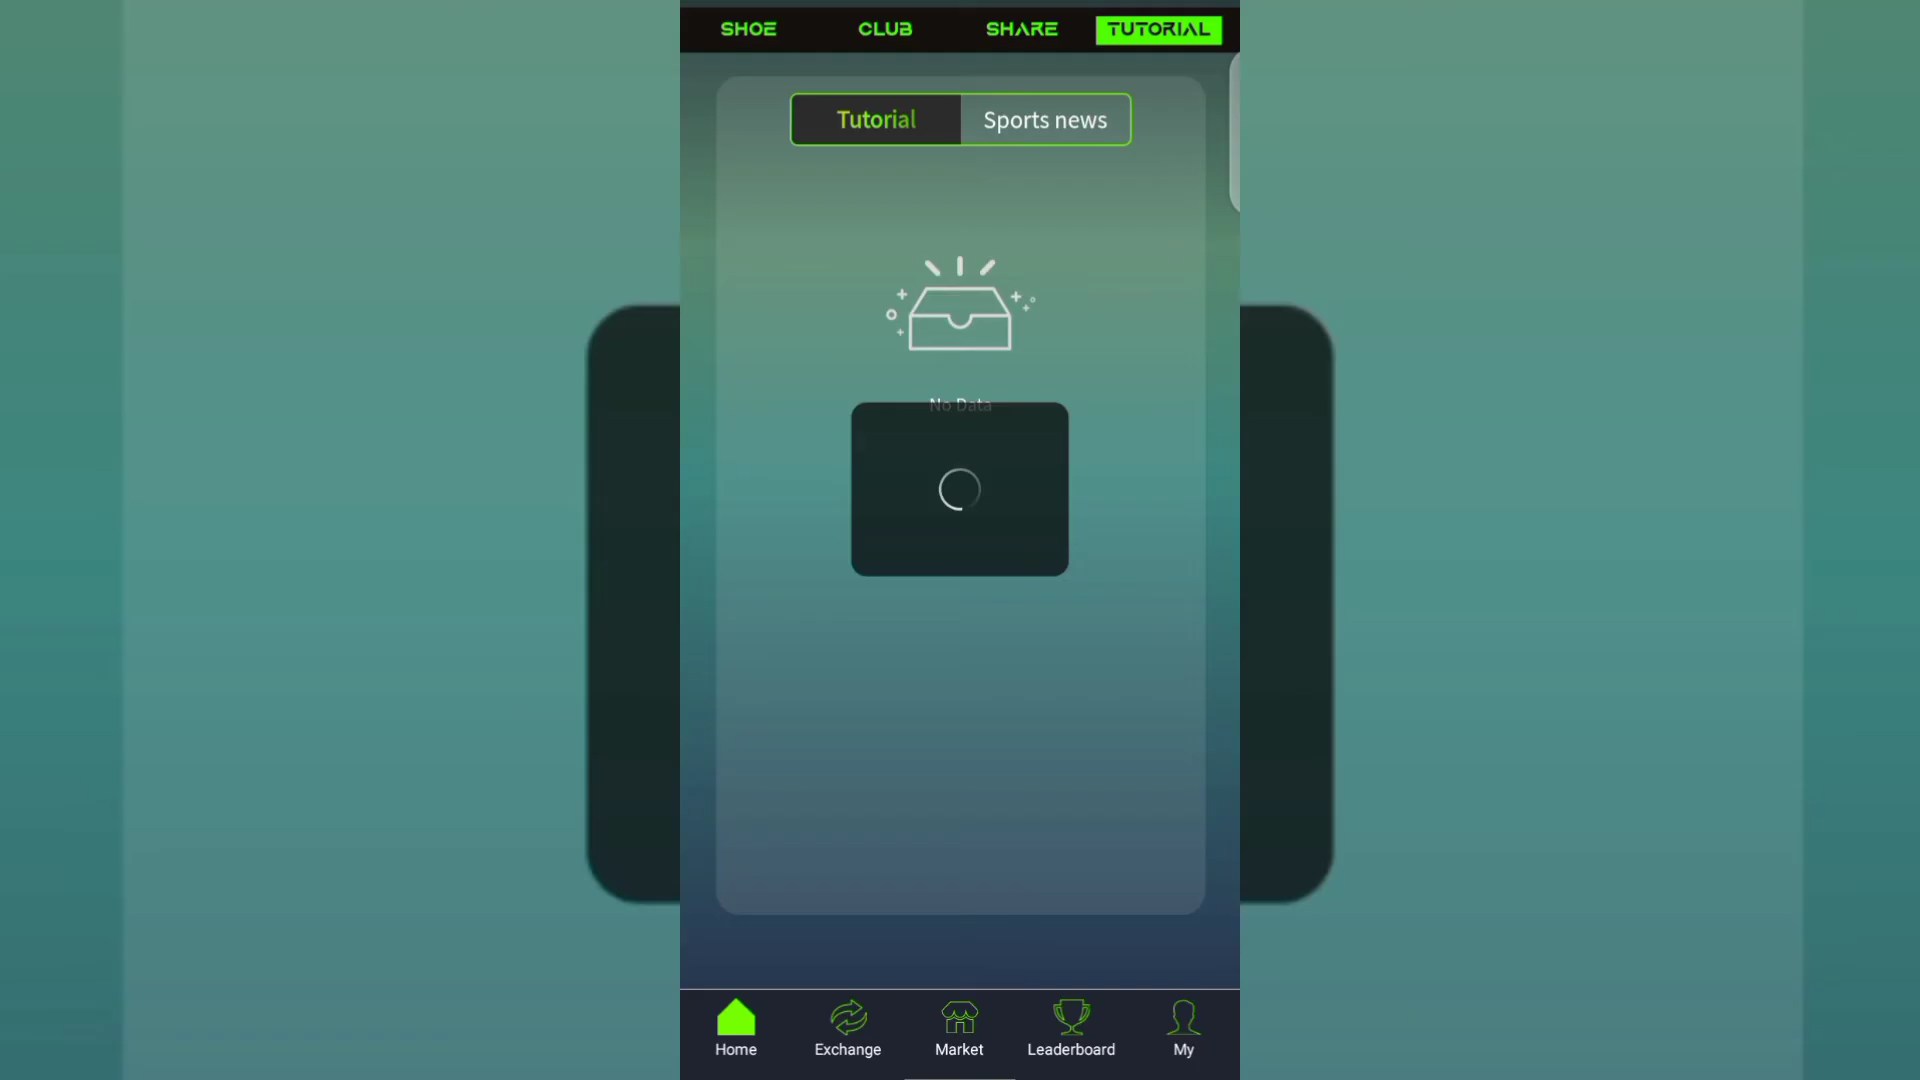 SHOE CLUB SHARE TUTORIAL
Tutorial Sports news
No Data
Home Exchange Market Leaderboard My